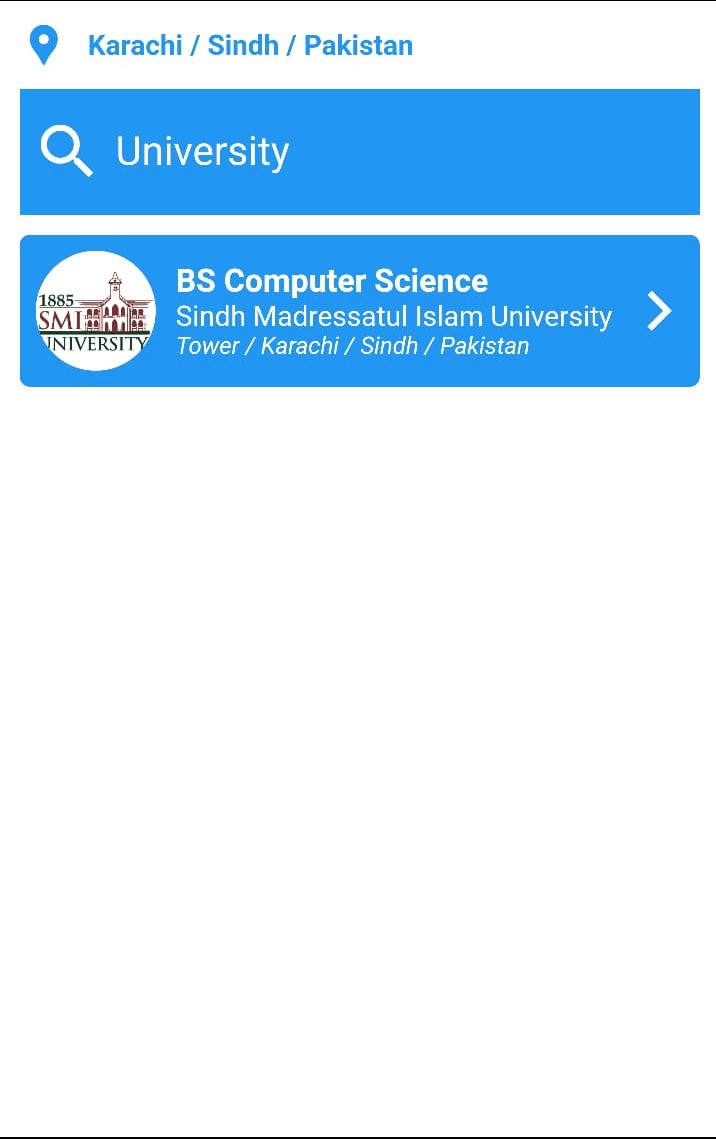 Karachi / Sindh / Pakistan
University
1885
SMI
UNIVERSITY
BS Computer Science
Sindh Madressatul Islam University
Tower / Karachi / Sindh / Pakistan